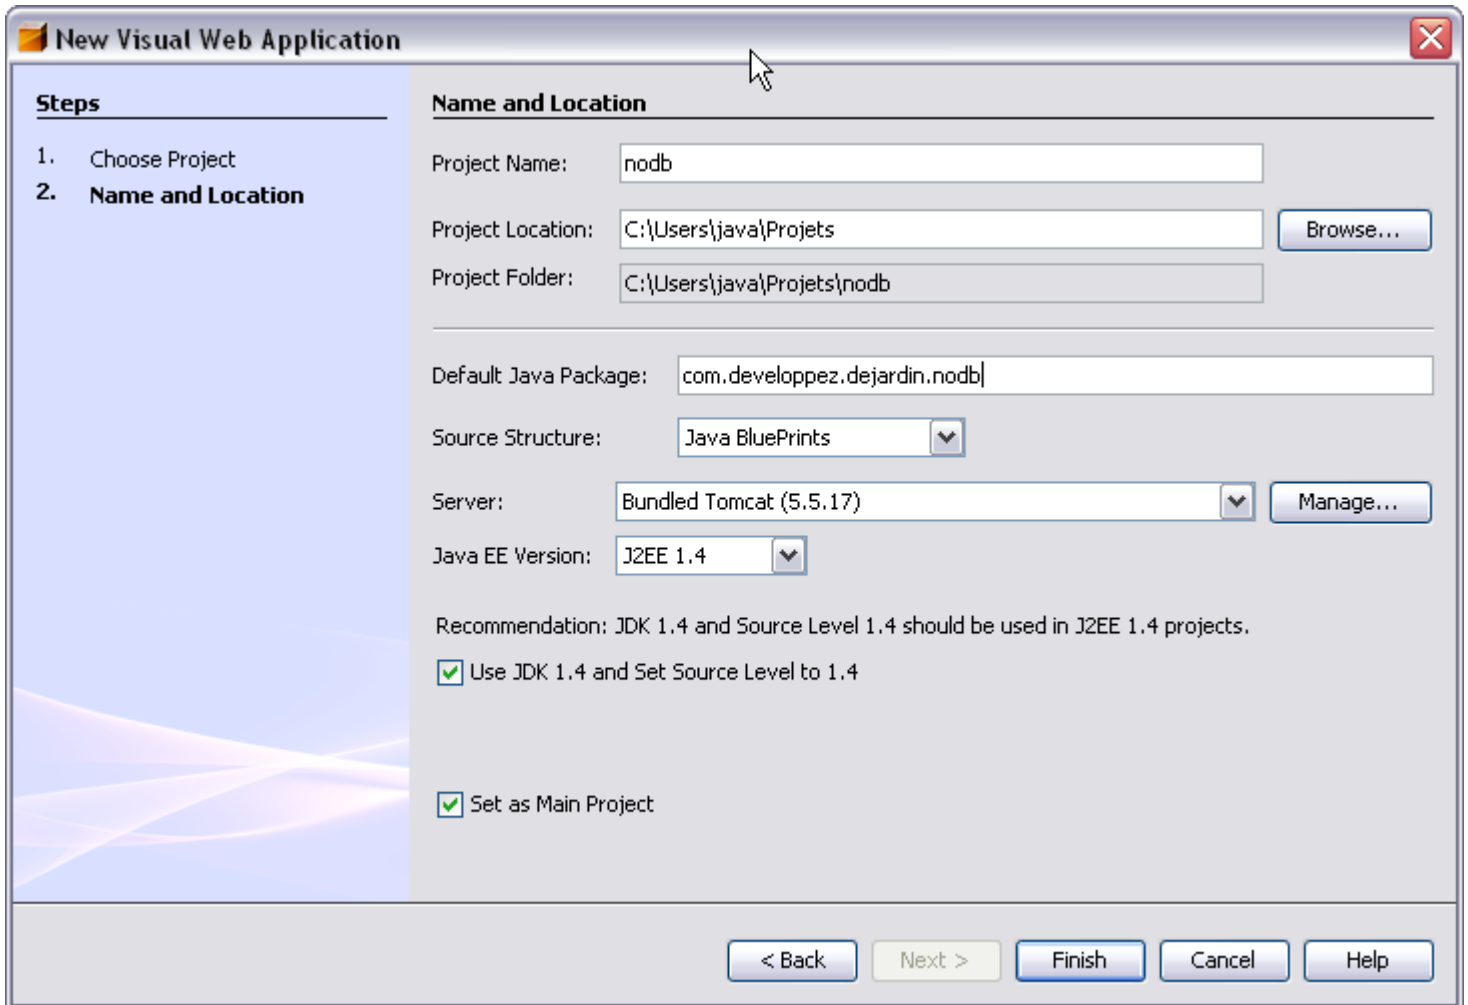 New Visual Web Application
Steps
1. Choose Project
2. Name and Location
Name and Location
Project Name: nodb
Project Location: C:\Users\java\Projets Browse...
Project Folder: C:\Users\java\Projets\nodb
Default Java Package: com.developpez.dejardin.nodb
Source Structure: Java BluePrints
Server: Bundled Tomcat (5.5.17) Manage...
Java EE Version: J2EE 1.4
Recommendation: JDK 1.4 and Source Level 1.4 should be used in J2EE 1.4 projects.
Use JDK 1.4 and Set Source Level to 1.4
Set as Main Project
< Back Next > Finish Cancel Help